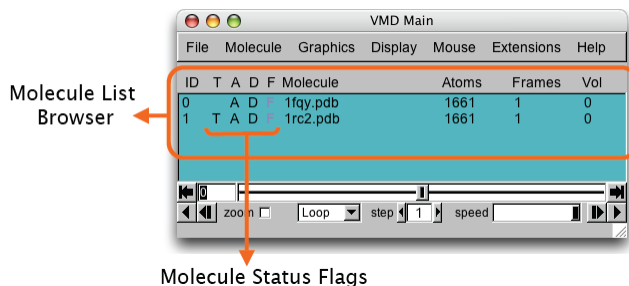 VMD Main
File Molecule Graphics Display Mouse Extensions Help
ID T A D F Molecule Atoms Frames Vol
0 A D F 1fqy.pdb 1661 1 0
1 T A D F 1rc2.pdb 1661 1 0
Molecule List
Browser
0
zoom Loop step 1 speed
Molecule Status Flags